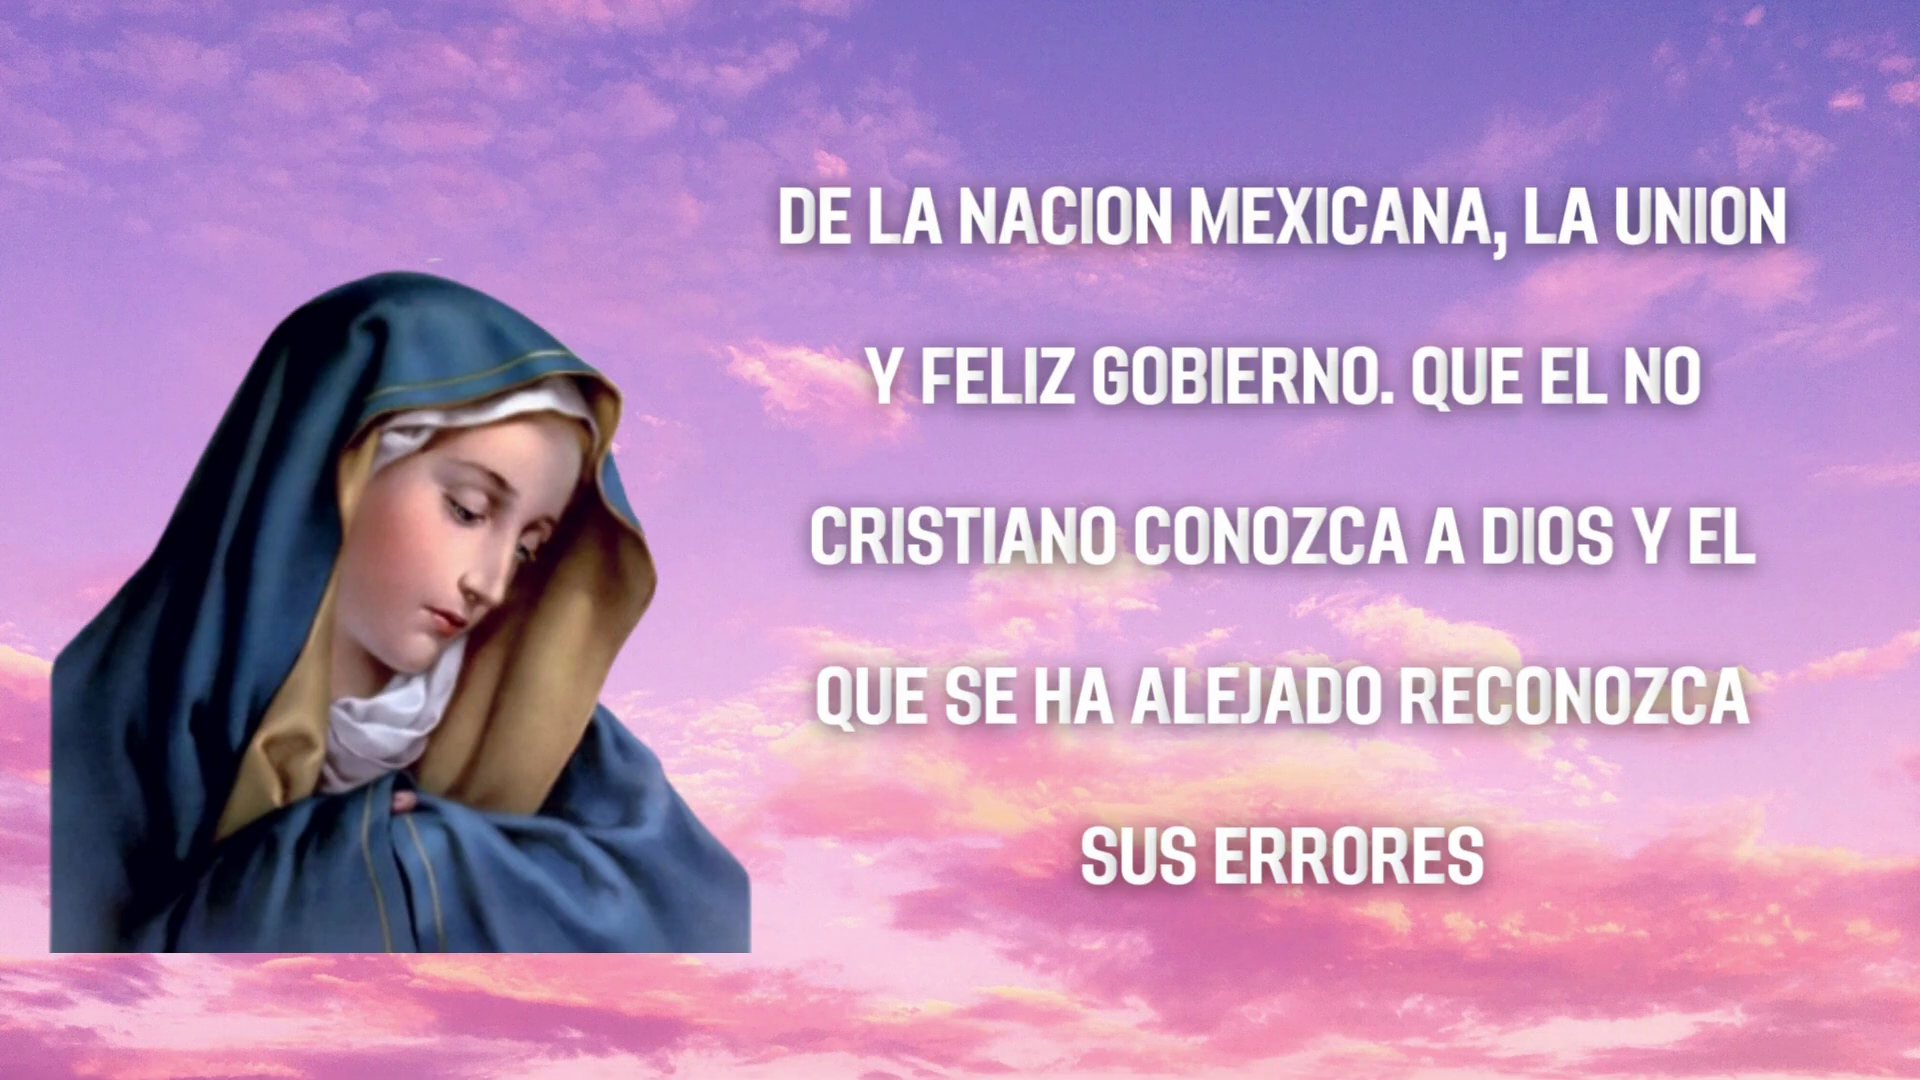 DE LA NACION MEXICANA, LA UNION
Y FELIZ GOBIERNO. QUE EL NO
CRISTIANO CONOZCA A DIOS Y EL
QUE SE HA ALEJADO RECONOZCA
SUS ERRORES